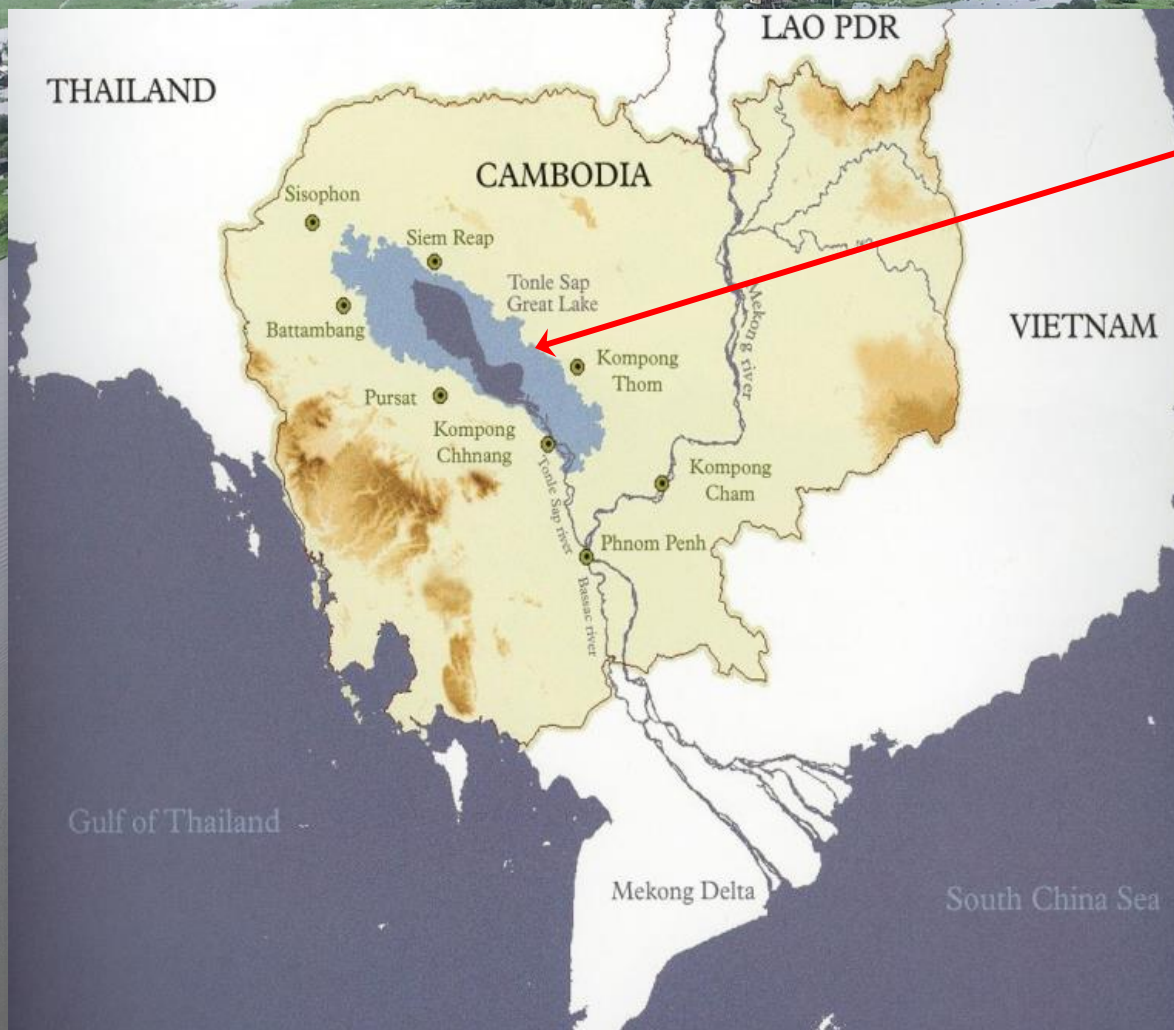 LAO PDR
THAILAND
CAMBODIA
Sisophon
Siem Reap
Tonle Sap
Great Lake
Mekong river
Battambang
VIETNAM
Kompong
Thom
Pursat
Kompong
Chhnang
Tonle Sap river
Kompong
Cham
Phnom Penh
Bassac river
Gulf of Thailand
Mekong Delta
South China Sea